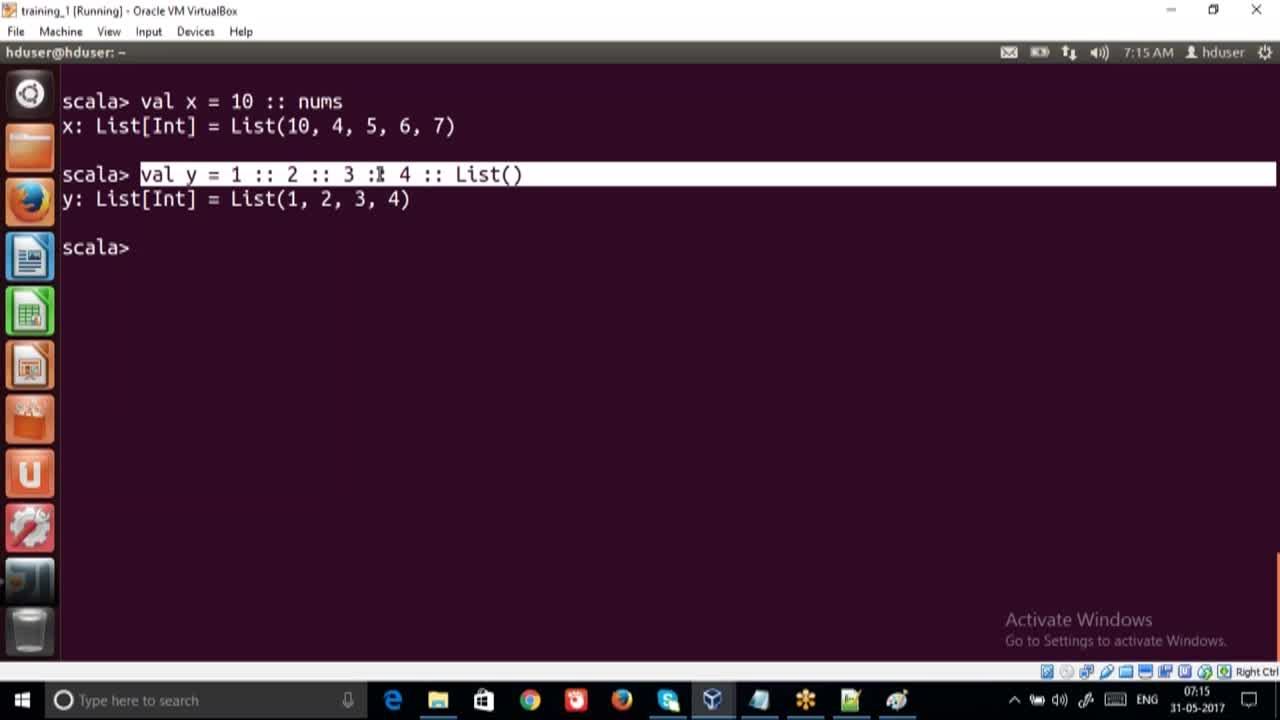 training_1 [Running] - Oracle VM VirtualBox
File Machine View Input Devices Help
hduser@hduser: ~
7:15 AM hduser
scala> val x = 10 :: nums
x: List[Int] = List(10, 4, 5, 6, 7)
scala> val y = 1 :: 2 :: 3 :: 4 :: List()
y: List[Int] = List(1, 2, 3, 4)
scala>
Activate Windows
Go to Settings to activate Windows.
Right Ctrl
Type here to search
ENG
07:15
31-05-2017